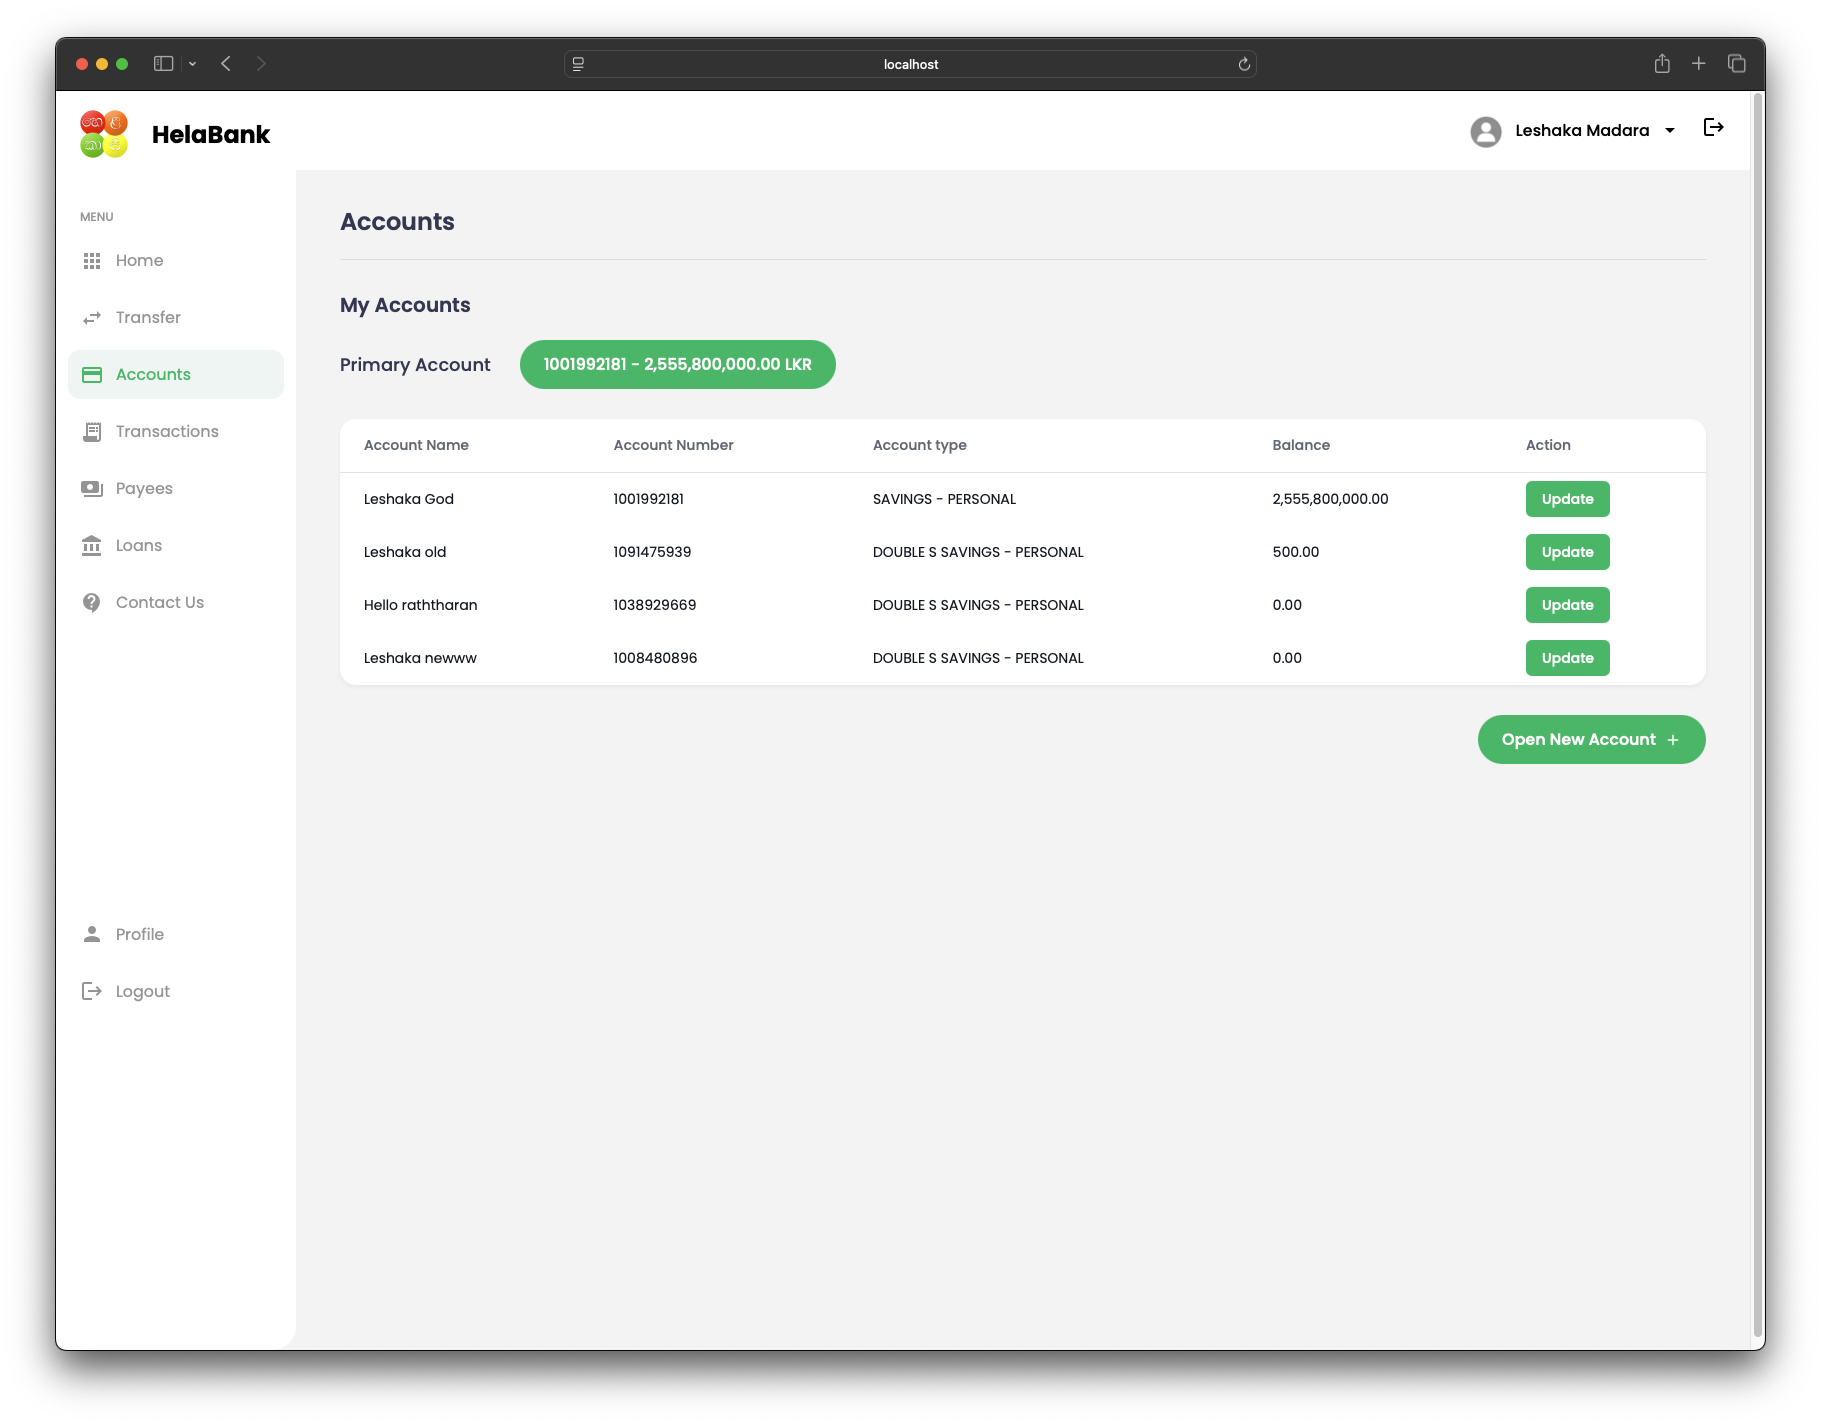 localhost
හෙ ළ
කා සි
HelaBank
Leshaka Madara
MENU
Home
Transfer
Accounts
Transactions
Payees
Loans
Contact Us
Profile
Logout
Accounts
My Accounts
Primary Account 1001992181 - 2,555,800,000.00 LKR
Account Name Account Number Account type Balance Action
Leshaka God 1001992181 SAVINGS - PERSONAL 2,555,800,000.00 Update
Leshaka old 1091475939 DOUBLE S SAVINGS - PERSONAL 500.00 Update
Hello raththaran 1038929669 DOUBLE S SAVINGS - PERSONAL 0.00 Update
Leshaka newww 1008480896 DOUBLE S SAVINGS - PERSONAL 0.00 Update
Open New Account +